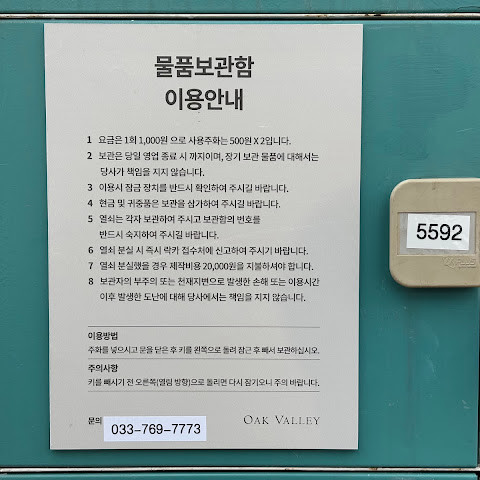 물품보관함
이용안내
1 요금은 1회 1,000원 으로 사용주화는 500원 X 2입니다.
2 보관은 당일 영업 종료 시 까지이며, 장기 보관 물품에 대해서는
당사가 책임을 지지 않습니다.
3 이용시 잠금 장치를 반드시 확인하여 주시길 바랍니다.
4 현금 및 귀중품은 보관을 삼가하여 주시길 바랍니다.
5 열쇠는 각자 보관하여 주시고 보관함의 번호를
반드시 숙지하여 주시길 바랍니다.
6 열쇠 분실 시 즉시 락카 접수처에 신고하여 주시기 바랍니다.
7 열쇠 분실했을 경우 제작비용 20,000원을 지불하셔야 합니다.
8 보관자의 부주의 또는 천재지변으로 발생한 손해 또는 이용시간
이후 발생한 도난에 대해 당사에서는 책임을 지지 않습니다.
5592
이용방법
주화를 넣으시고 문을 닫은 후 키를 왼쪽으로 돌려 잠근 후 빼서 보관하십시오.
주의사항
키를 빼시기 전 오른쪽(열림 방향)으로 돌리면 다시 잠기오니 주의 바랍니다.
문의 033-769-7773
OAK VALLEY